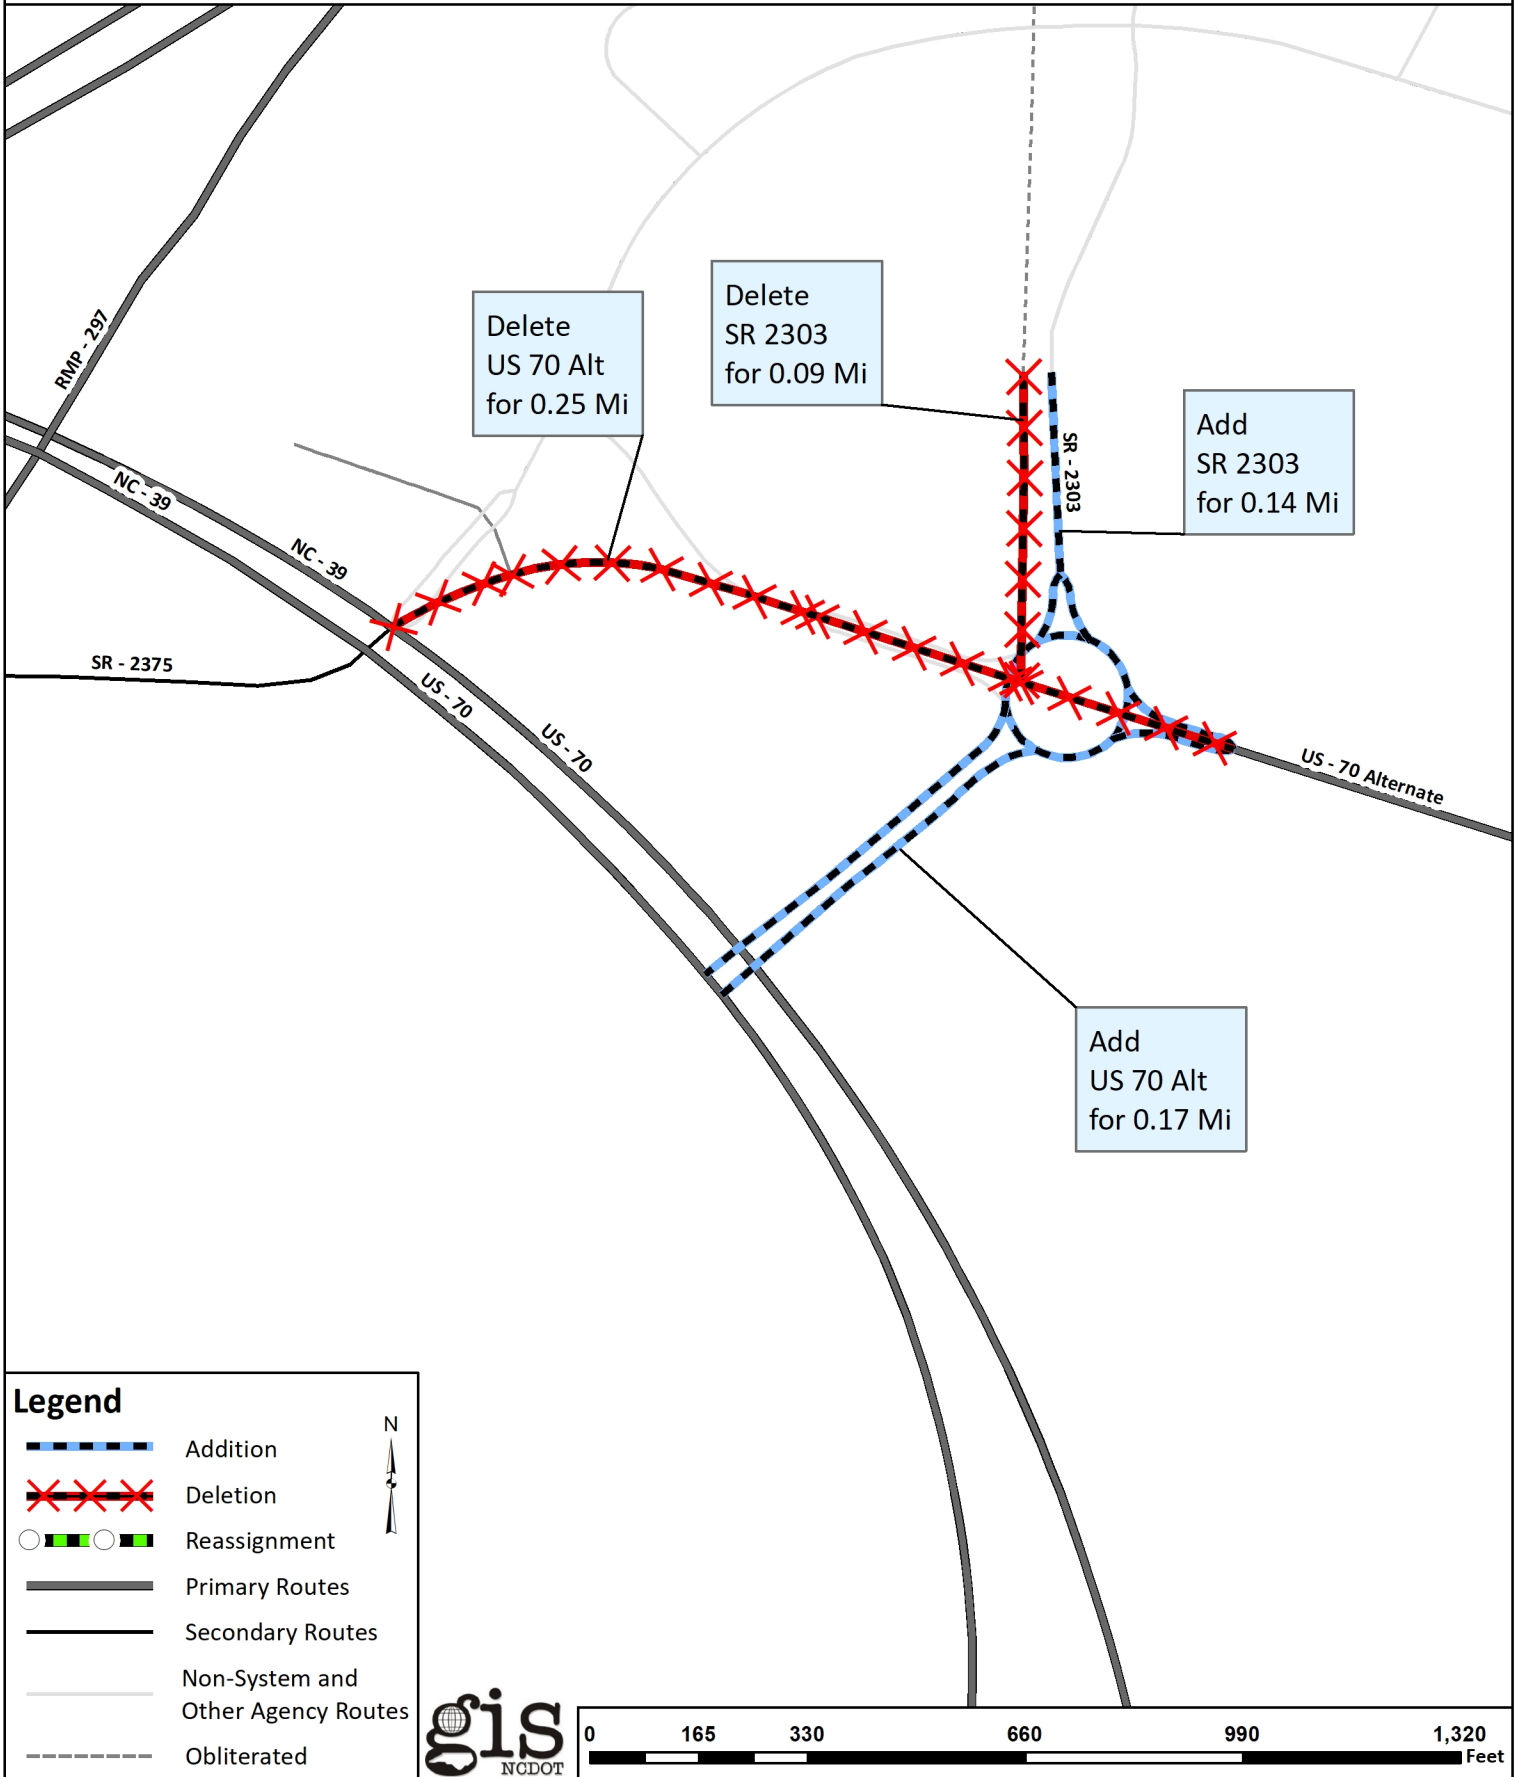 Delete
SR 2303
for 0.09 Mi
Delete
US 70 Alt
for 0.25 Mi
RMP - 297
Add
SR 2303
for 0.14 Mi
SR - 2303
NC - 39
NC - 39
SR - 2375
US - 70
US - 70
US - 70 Alternate
Add
US 70 Alt
for 0.17 Mi
Legend
N
Addition
Deletion
Reassignment
Primary Routes
Secondary Routes
Non-System and
Other Agency Routes
Obliterated
gis
NCDOT
0 165 330 660 990 1,320
Feet